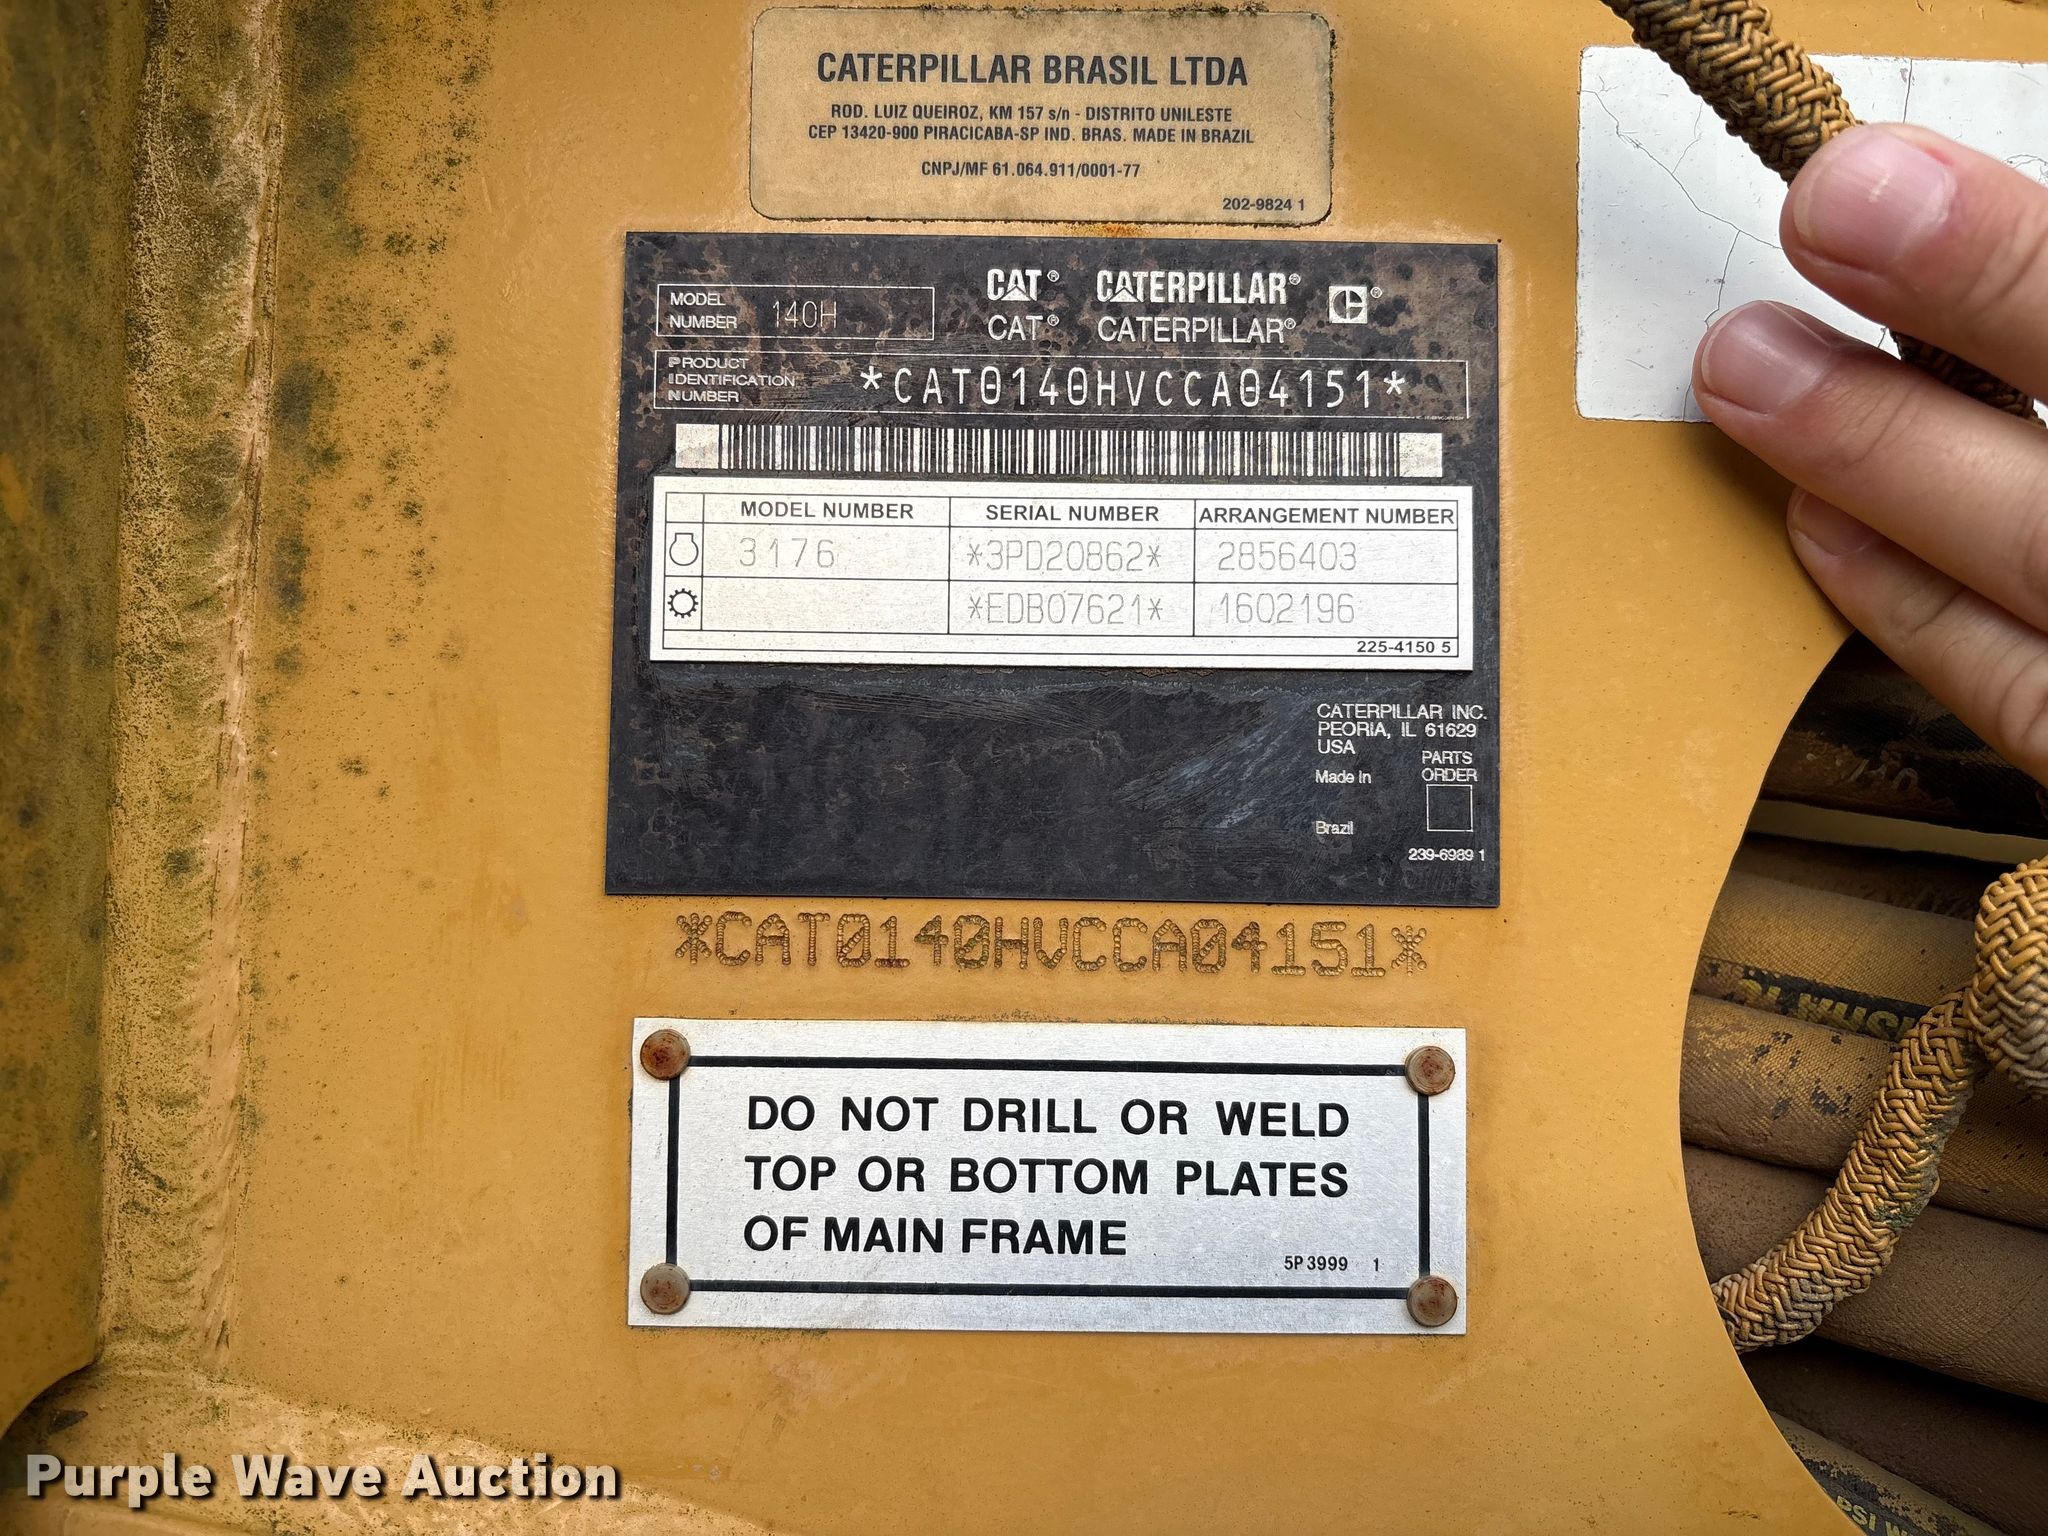 CATERPILLAR BRASIL LTDA
ROD. LUIZ QUEIROZ, KM 157 s/n - DISTRITO UNILESTE
CEP 13420-900 PIRACICABA-SP IND. BRAS. MADE IN BRAZIL
CNPJ/MF 61.064.911/0001-77
202-9824 1
MODEL NUMBER 140H
CAT® CATERPILLAR® ®
CAT® CATERPILLAR®
PRODUCT IDENTIFICATION NUMBER *CAT0140HVCCA04151*
MODEL NUMBER SERIAL NUMBER ARRANGEMENT NUMBER
3176 *3PD20862* 2856403
*EDB07621* 1602196
225-4150 5
CATERPILLAR INC.
PEORIA, IL 61629
USA
PARTS ORDER
Made in
Brazil
239-6989 1
*CAT0140HVCCA04151*
DO NOT DRILL OR WELD
TOP OR BOTTOM PLATES
OF MAIN FRAME
5P3999 1
Purple Wave Auction